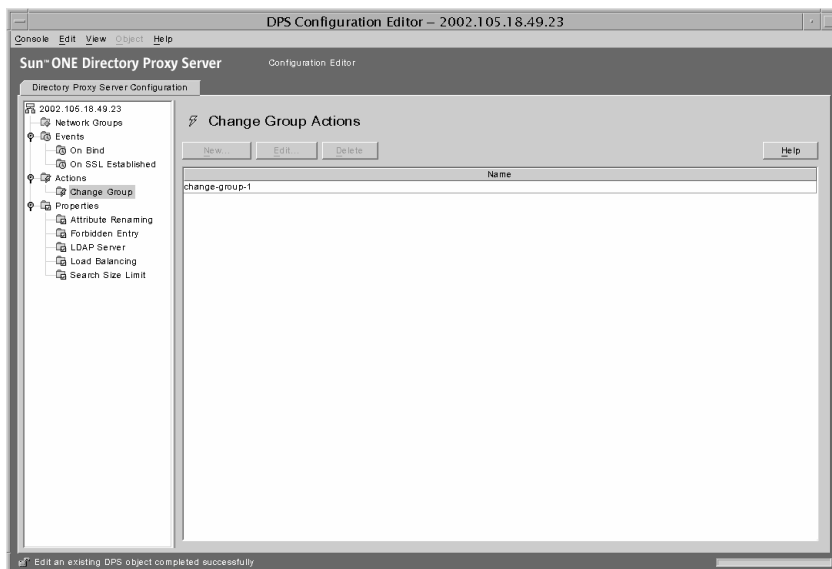 DPS Configuration Editor – 2002.105.18.49.23
Console Edit View Object Help
Sun™ ONE Directory Proxy Server Configuration Editor
Directory Proxy Server Configuration
2002.105.18.49.23
Network Groups
Events
On Bind
On SSL Established
Actions
Change Group
Properties
Attribute Renaming
Forbidden Entry
LDAP Server
Load Balancing
Search Size Limit
Change Group Actions
New... Edit... Delete Help
Name
change-group-1
Edit an existing DPS object completed successfully